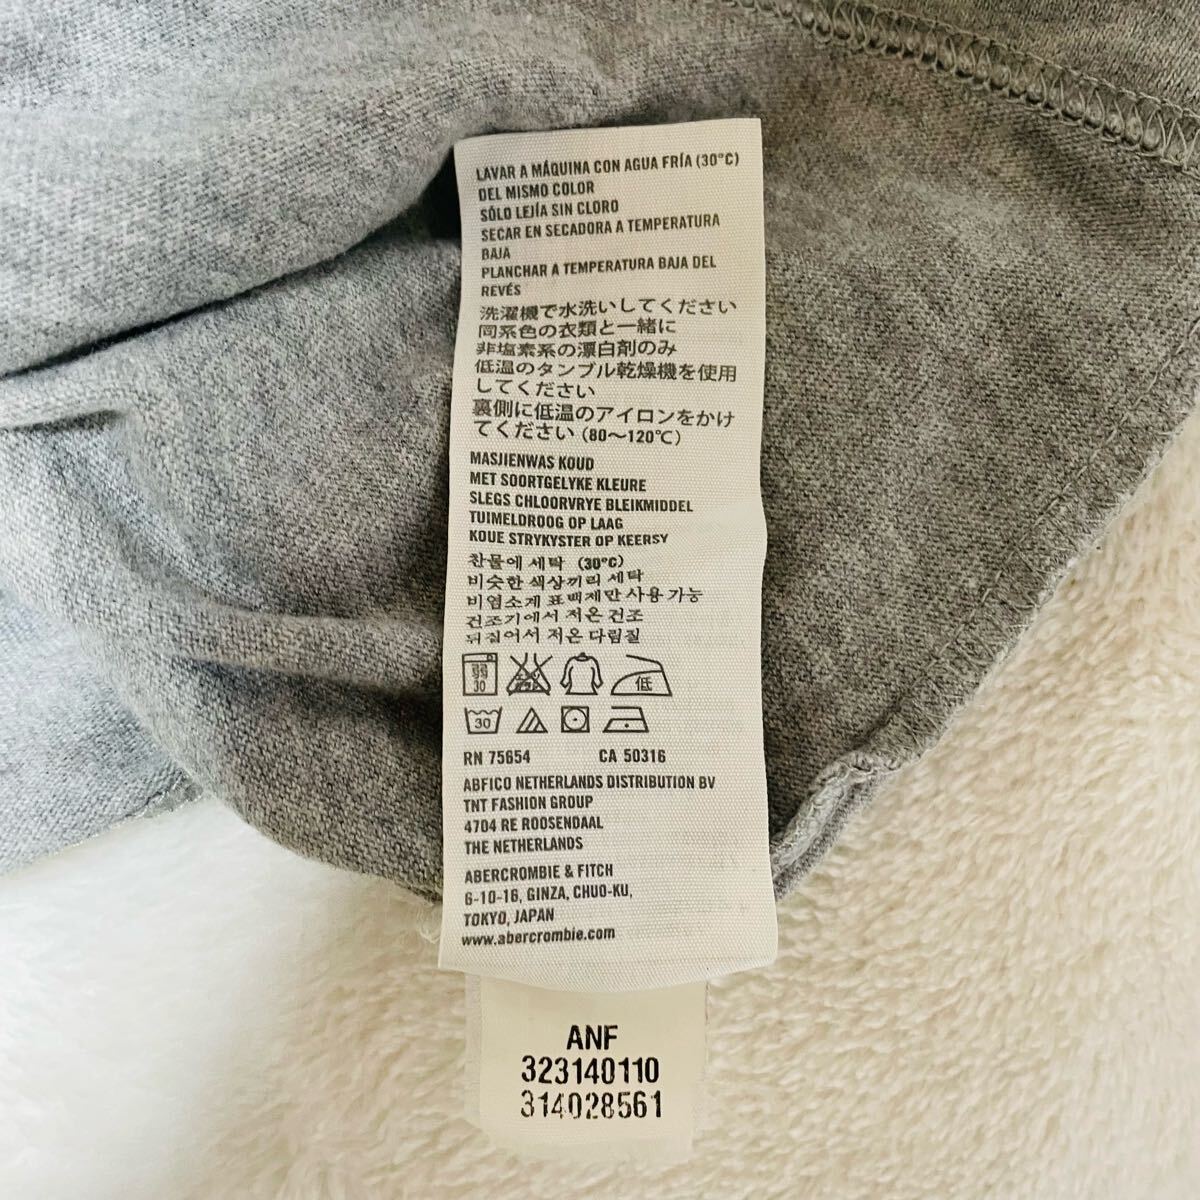 LAVAR A MÁQUINA CON AGUA FRÍA (30°C)
DEL MISMO COLOR
SÓLO LEJÍA SIN CLORO
SECAR EN SECADORA A TEMPERATURA
BAJA
PLANCHAR A TEMPERATURA BAJA DEL
REVÉS
洗濯機で水洗いしてください
同系色の衣類と一緒に
非塩素系の漂白剤のみ
低温のタンブル乾燥機を使用
してください
裏側に低温のアイロンをかけ
てください (80～120℃)
MASJIENWAS KOUD
MET SOORTGELYKE KLEURE
SLEGS CHLOORVRYE BLEIKMIDDEL
TUIMELDROOG OP LAAG
KOUE STRYKYSTER OP KEERSY
찬물에 세탁 (30°C)
비슷한 색상끼리 세탁
비염소계 표백제만 사용 가능
건조기에서 저온 건조
뒤집어서 저온 다림질
弱 30 低
30
RN 75654 CA 50316
ABFICO NETHERLANDS DISTRIBUTION BV
TNT FASHION GROUP
4704 RE ROOSENDAAL
THE NETHERLANDS
ABERCROMBIE & FITCH
6-10-16, GINZA, CHUO-KU,
TOKYO, JAPAN
www.abercrombie.com
ANF
323140110
314028561